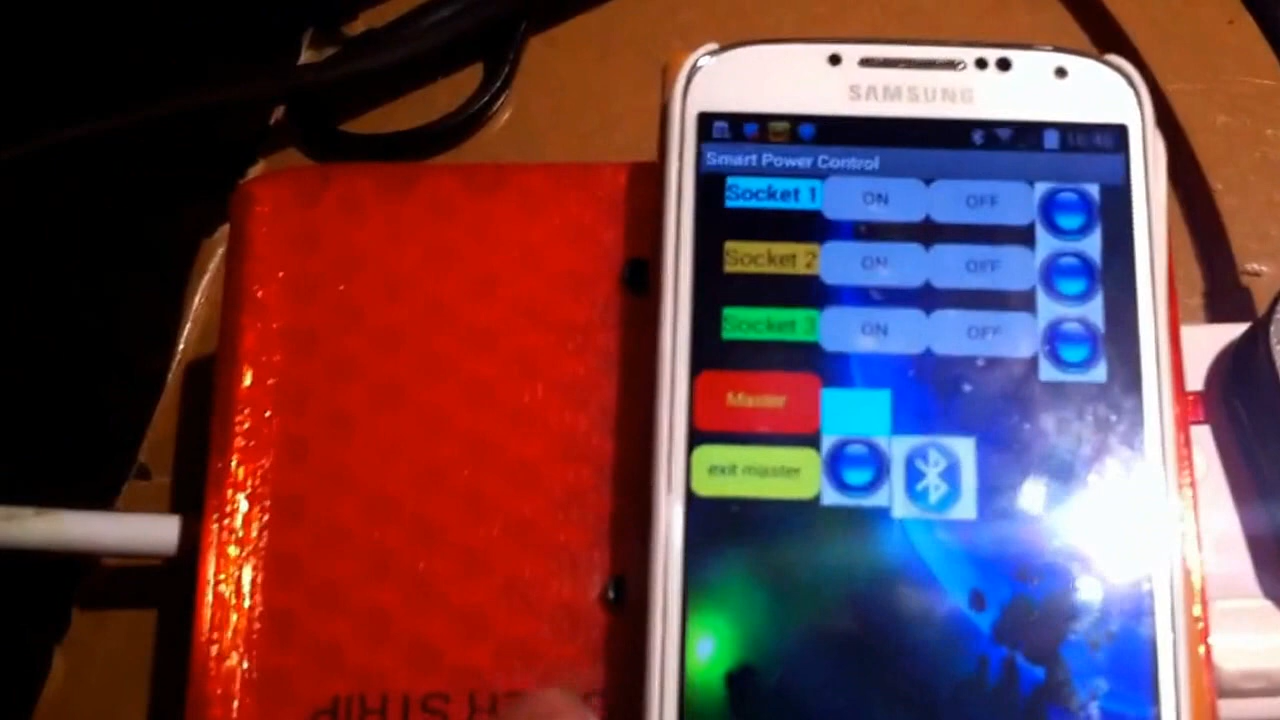 SAMSUNG
Smart Power Control
Socket 1 ON OFF
Socket 2 ON OFF
Socket 3 ON OFF
Master
exit master
STRIP